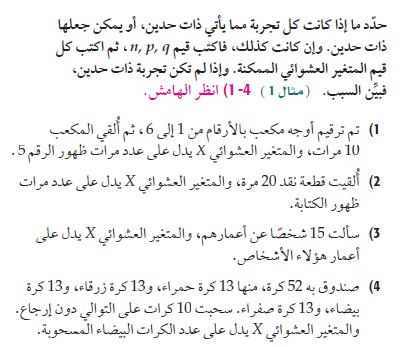 حدّد ما إذا كانت كل تجربة مما يأتي ذات حدين، أو يمكن جعلها
ذات حدين. وإن كانت كذلك، فاكتب قيم n, p, q ، ثم اكتب كل
قيم المتغير العشوائي الممكنة. وإذا لم تكن تجربة ذات حدين،
فبيِّن السبب. (مثال 1 ) 4-1) انظر الهامش.
1) تم ترقيم أوجه مكعب بالأرقام من 1 إلى 6 ، ثم أُلقي المكعب
10 مرات، والمتغير العشوائي X يدل على عدد مرات ظهور الرقم 5 .
2) أُلقيت قطعة نقد 20 مرة، والمتغير العشوائي X يدل على عدد مرات
ظهور الكتابة.
3) سألت 15 شخصًا عن أعمارهم، والمتغير العشوائي X يدل على
أعمار هؤلاء الأشخاص.
4) صندوق به 52 كرة، منها 13 كرة حمراء، و13 كرة زرقاء، و13 كرة
بيضاء، و13 كرة صفراء. سحبت 10 كرات على التوالي دون إرجاع.
والمتغير العشوائي X يدل على عدد الكرات البيضاء المسحوبة.